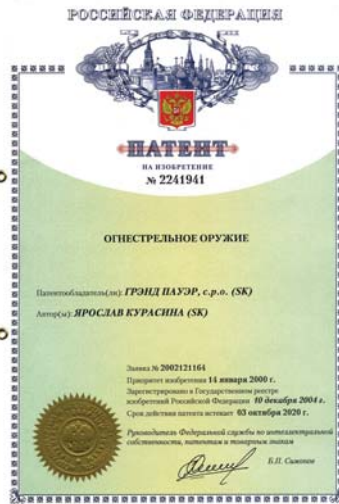 РОССИЙСКАЯ ФЕДЕРАЦИЯ
ПАТЕНТ
НА ИЗОБРЕТЕНИЕ
№ 2241941
ОГНЕСТРЕЛЬНОЕ ОРУЖИЕ
Патентообладатель(ли): ГРЭНД ПАУЭР, с.р.о. (SK)
Автор(ы): ЯРОСЛАВ КУРАСИНА (SK)
Заявка № 2002121164
Приоритет изобретения 14 января 2000 г.
Зарегистрировано в Государственном реестре
изобретений Российской Федерации 10 декабря 2004 г.
Срок действия патента истекает 03 октября 2020 г.
Руководитель Федеральной службы по интеллектуальной
собственности, патентам и товарным знакам
Б.П. Симонов